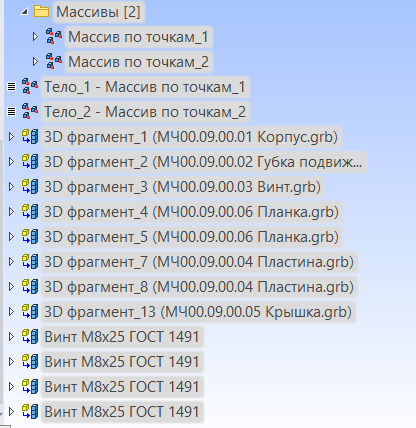 Массивы [2]
Массив по точкам_1
Массив по точкам_2
Тело_1 - Массив по точкам_1
Тело_2 - Массив по точкам_2
3D фрагмент_1 (МЧ00.09.00.01 Корпус.grb)
3D фрагмент_2 (МЧ00.09.00.02 Губка подвиж...
3D фрагмент_3 (МЧ00.09.00.03 Винт.grb)
3D фрагмент_4 (МЧ00.09.00.06 Планка.grb)
3D фрагмент_5 (МЧ00.09.00.06 Планка.grb)
3D фрагмент_7 (МЧ00.09.00.04 Пластина.grb)
3D фрагмент_8 (МЧ00.09.00.04 Пластина.grb)
3D фрагмент_13 (МЧ00.09.00.05 Крышка.grb)
Винт М8х25 ГОСТ 1491
Винт М8х25 ГОСТ 1491
Винт М8х25 ГОСТ 1491
Винт М8х25 ГОСТ 1491